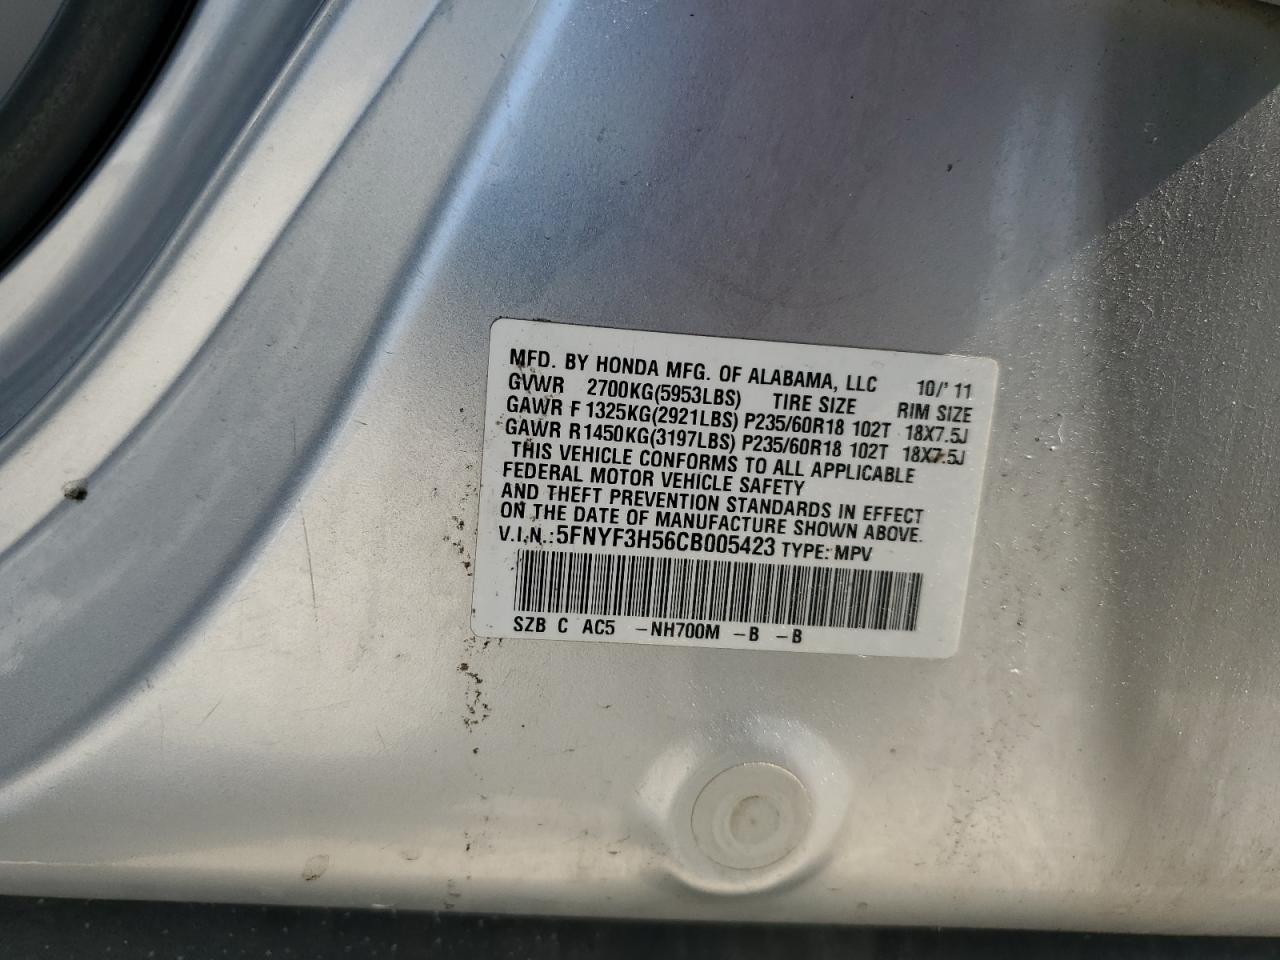 MFD. BY HONDA MFG. OF ALABAMA, LLC 10/'11
GVWR 2700KG(5953LBS) TIRE SIZE RIM SIZE
GAWR F 1325KG(2921LBS) P235/60R18 102T 18X7.5J
GAWR R1450KG(3197LBS) P235/60R18 102T 18X7.5J
THIS VEHICLE CONFORMS TO ALL APPLICABLE
FEDERAL MOTOR VEHICLE SAFETY
AND THEFT PREVENTION STANDARDS IN EFFECT
ON THE DATE OF MANUFACTURE SHOWN ABOVE.
V.I.N.:5FNYF3H56CB005423 TYPE: MPV
SZB C AC5 -NH700M -B -B